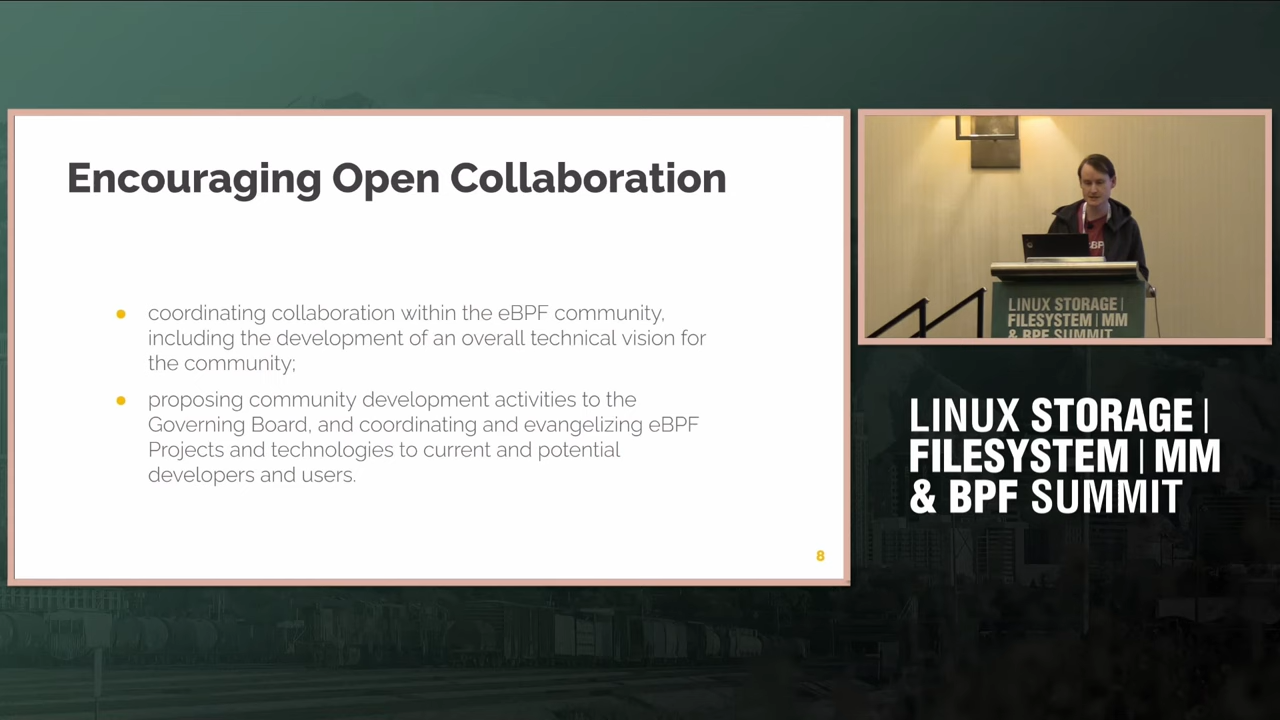 Encouraging Open Collaboration
coordinating collaboration within the eBPF community,
including the development of an overall technical vision for
the community;
proposing community development activities to the
Governing Board, and coordinating and evangelizing eBPF
Projects and technologies to current and potential
developers and users.
8
BP
LINUX STORAGE |
FILESYSTEM | MM
& BPF SUMMIT
LINUX STORAGE |
FILESYSTEM | MM
& BPF SUMMIT